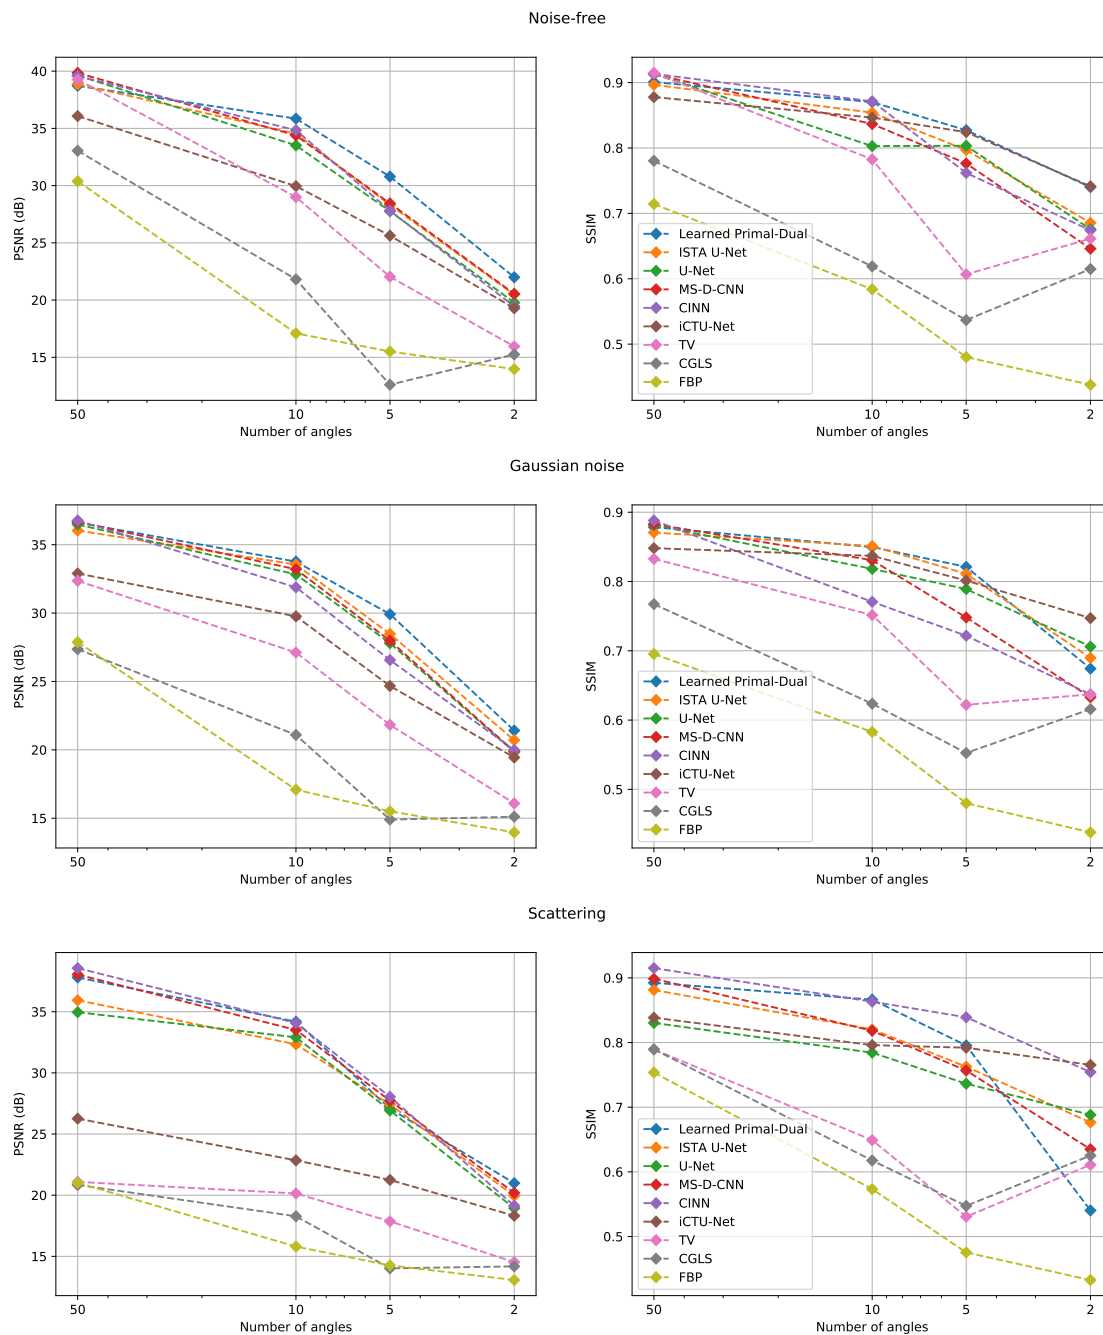 Noise-free
40
35
30
25
20
15
PSNR (dB)
50
10
5
2
Number of angles
0.9
0.8
0.7
0.6
0.5
SSIM
Learned Primal-Dual
ISTA U-Net
U-Net
MS-D-CNN
CINN
iCTU-Net
TV
CGLS
FBP
50
10
5
2
Number of angles
Gaussian noise
35
30
25
20
15
PSNR (dB)
50
10
5
2
Number of angles
0.9
0.8
0.7
0.6
0.5
SSIM
Learned Primal-Dual
ISTA U-Net
U-Net
MS-D-CNN
CINN
iCTU-Net
TV
CGLS
FBP
50
10
5
2
Number of angles
Scattering
35
30
25
20
15
PSNR (dB)
50
10
5
2
Number of angles
0.9
0.8
0.7
0.6
0.5
SSIM
Learned Primal-Dual
ISTA U-Net
U-Net
MS-D-CNN
CINN
iCTU-Net
TV
CGLS
FBP
50
10
5
2
Number of angles